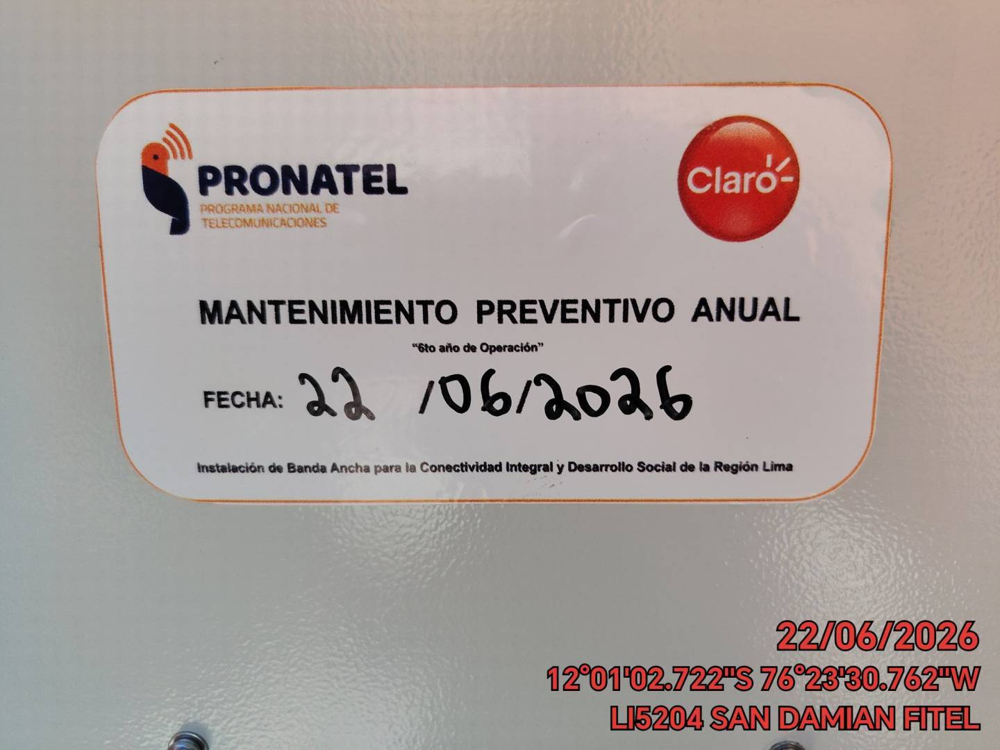 PRONATEL
PROGRAMA NACIONAL DE
TELECOMUNICACIONES
Claro
MANTENIMIENTO PREVENTIVO ANUAL
"6to año de Operación"
FECHA: 22 /06/2026
Instalación de Banda Ancha para la Conectividad Integral y Desarrollo Social de la Región Lima
22/06/2026
12°01'02.722"S 76°23'30.762"W
LI5204 SAN DAMIAN FITEL